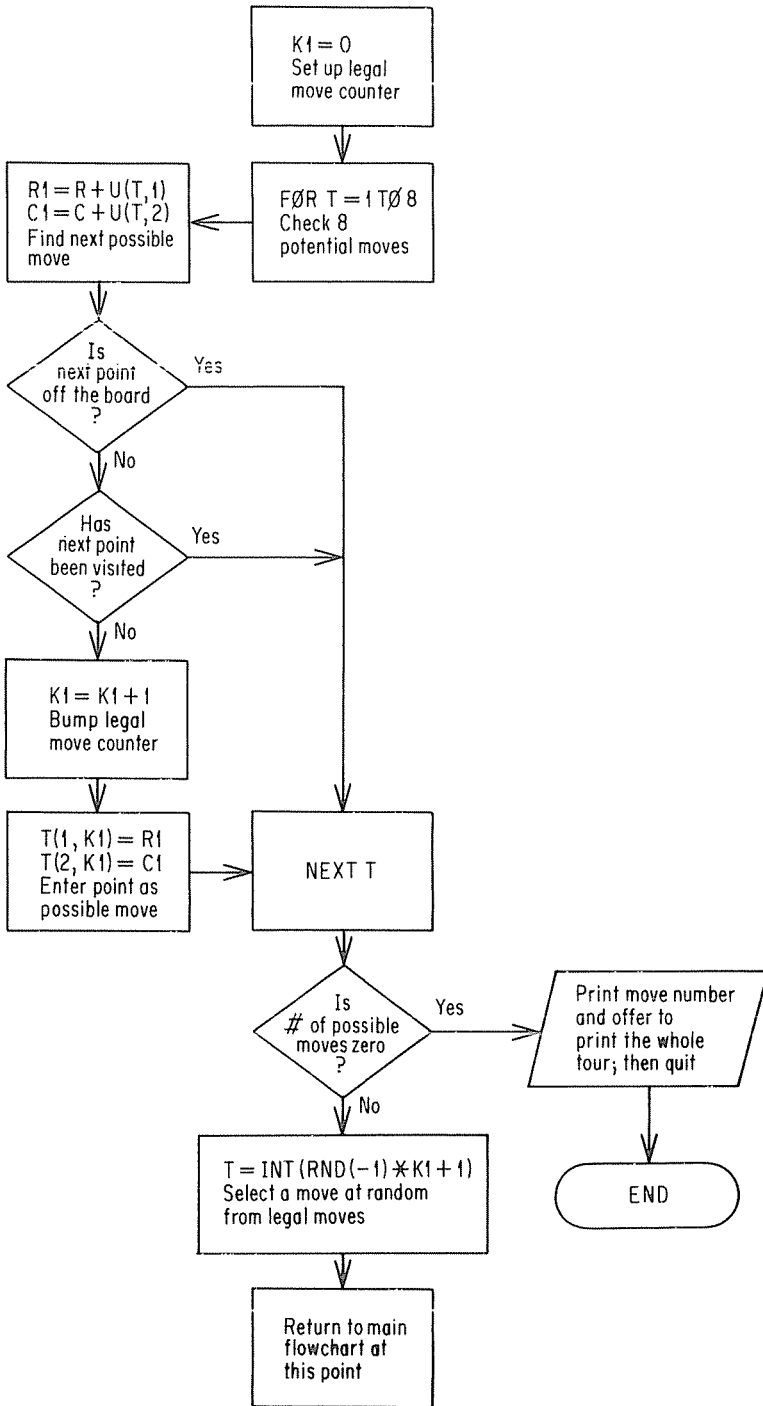 K1 = 0
Set up legal
move counter
FØR T = 1 TØ 8
Check 8
potential moves
R1 = R + U(T, 1)
C1 = C + U(T, 2)
Find next possible
move
Is
next point
off the board
?
Yes
No
Has
next point
been visited
?
Yes
No
K1 = K1 + 1
Bump legal
move counter
T(1, K1) = R1
T(2, K1) = C1
Enter point as
possible move
NEXT T
Is
# of possible
moves zero
?
Yes
No
Print move number
and offer to
print the whole
tour; then quit
END
T = INT (RND(-1) * K1 + 1)
Select a move at random
from legal moves
Return to main
flowchart at
this point